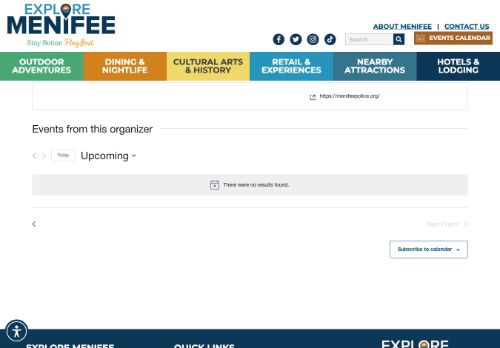 EXPLORE
MENIFEE
Stay Better. Play Best.
ABOUT MENIFEE | CONTACT US
Search
EVENTS CALENDAR
OUTDOOR
ADVENTURES
DINING &
NIGHTLIFE
CULTURAL ARTS
& HISTORY
RETAIL &
EXPERIENCES
NEARBY
ATTRACTIONS
HOTELS &
LODGING
https://menifeepolice.org/
Events from this organizer
Today
Upcoming
There were no results found.
Next Events
Subscribe to calendar
EXPLORE MENIFEE
QUICK LINKS
EXPLORE